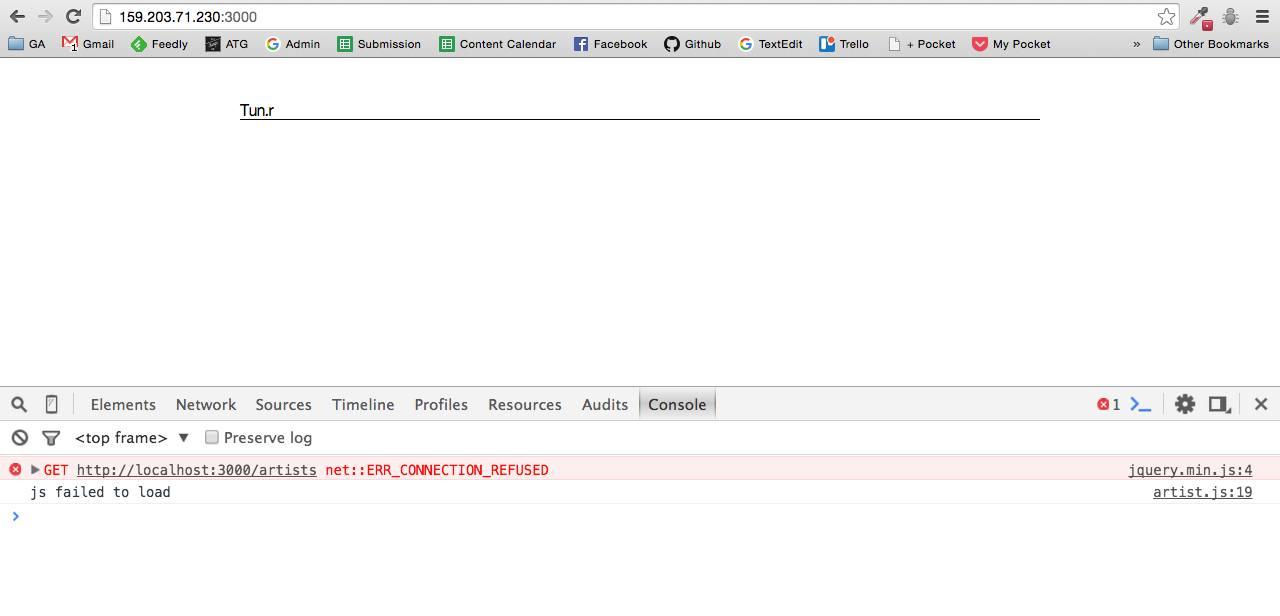 159.203.71.230:3000
GA Gmail 1 Feedly ATG Admin Submission Content Calendar Facebook Github TextEdit Trello + Pocket My Pocket » Other Bookmarks
Tun.r
Elements Network Sources Timeline Profiles Resources Audits Console 1
<top frame> ▼ Preserve log
GET http://localhost:3000/artists net::ERR_CONNECTION_REFUSED jquery.min.js:4
js failed to load artist.js:19